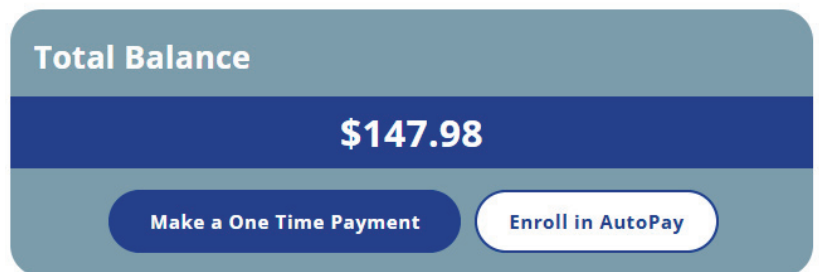 Total Balance
$147.98
Make a One Time Payment
Enroll in AutoPay